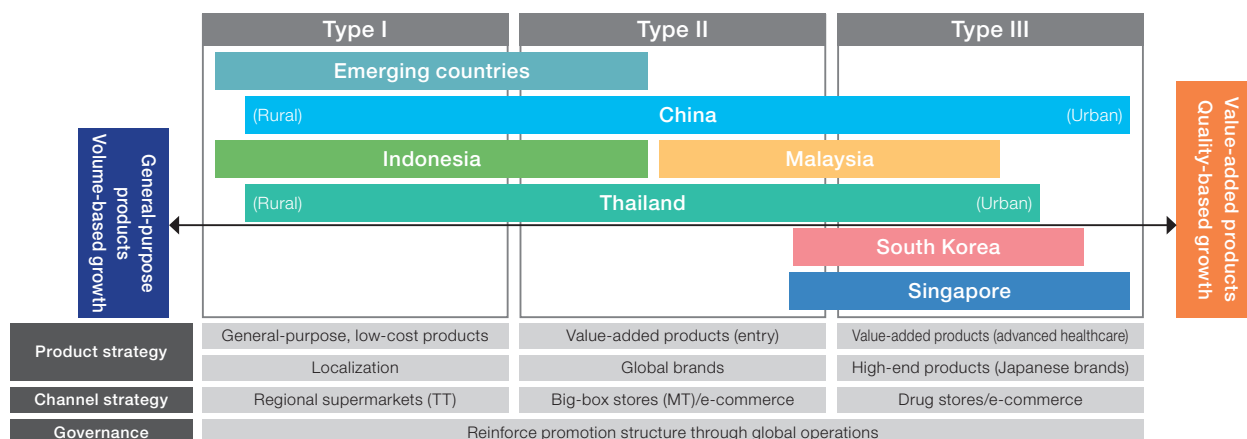 Type I
Type II
Type III
Emerging countries
(Rural)
China
(Urban)
Indonesia
Malaysia
(Rural)
Thailand
(Urban)
South Korea
Singapore
General-purpose
products
Volume-based growth
Value-added products
Quality-based growth
Product strategy
General-purpose, low-cost products
Value-added products (entry)
Value-added products (advanced healthcare)
Localization
Global brands
High-end products (Japanese brands)
Channel strategy
Regional supermarkets (TT)
Big-box stores (MT)/e-commerce
Drug stores/e-commerce
Governance
Reinforce promotion structure through global operations